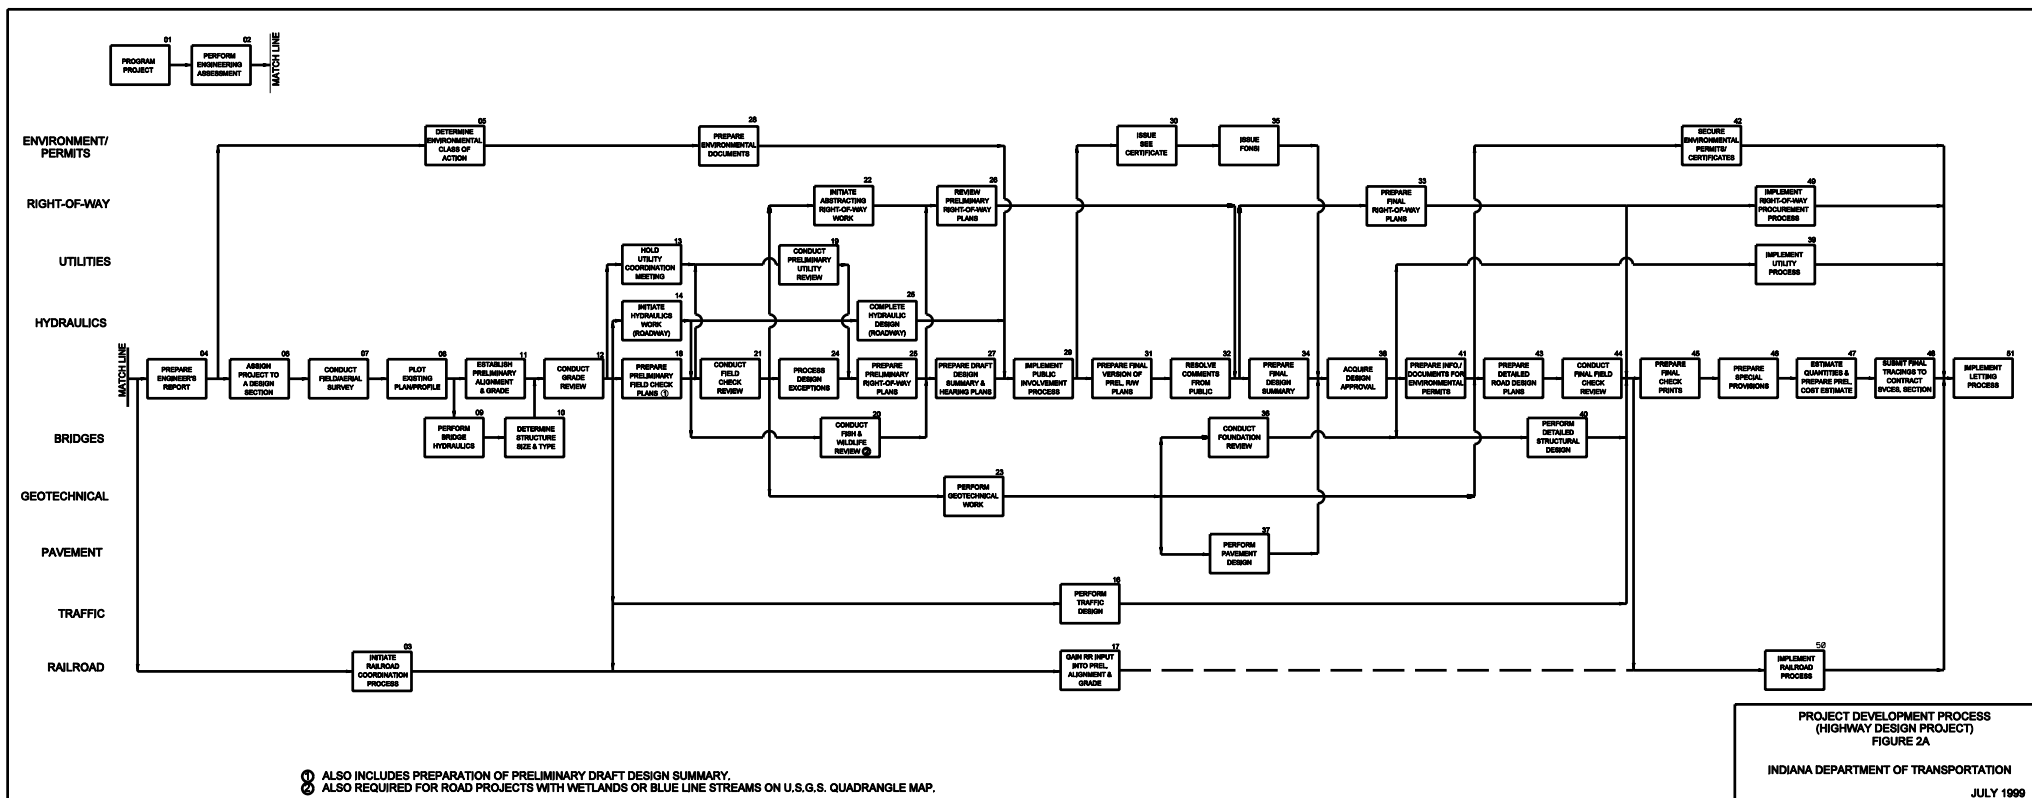 01
PROGRAM
PROJECT
02
PERFORM
ENGINEERING
ASSESSMENT
MATCH LINE
ENVIRONMENT/
PERMITS
05
DETERMINE
ENVIRONMENTAL
CLASS OF
ACTION
28
PREPARE
ENVIRONMENTAL
DOCUMENTS
30
ISSUE
SEE
CERTIFICATE
35
ISSUE
FONSI
42
SECURE
ENVIRONMENTAL
PERMITS/
CERTIFICATES
RIGHT-OF-WAY
22
INITIATE
ABSTRACTING
RIGHT-OF-WAY
WORK
26
REVIEW
PRELIMINARY
RIGHT-OF-WAY
PLANS
33
PREPARE
FINAL
RIGHT-OF-WAY
PLANS
49
IMPLEMENT
RIGHT-OF-WAY
PROCUREMENT
PROCESS
UTILITIES
13
HOLD
UTILITY
COORDINATION
MEETING
19
CONDUCT
PRELIMINARY
UTILITY
REVIEW
39
IMPLEMENT
UTILITY
PROCESS
HYDRAULICS
14
INITIATE
HYDRAULICS
WORK
(ROADWAY)
25
COMPLETE
HYDRAULIC
DESIGN
(ROADWAY)
MATCH LINE
04
PREPARE
ENGINEER'S
REPORT
06
ASSIGN
PROJECT TO
A DESIGN
SECTION
07
CONDUCT
FIELD/AERIAL
SURVEY
08
PLOT
EXISTING
PLAN/PROFILE
11
ESTABLISH
PRELIMINARY
ALIGNMENT
& GRADE
12
CONDUCT
GRADE
REVIEW
18
PREPARE
PRELIMINARY
FIELD CHECK
PLANS ①
21
CONDUCT
FIELD
CHECK
REVIEW
24
PROCESS
DESIGN
EXCEPTIONS
25
PREPARE
PRELIMINARY
RIGHT-OF-WAY
PLANS
27
PREPARE DRAFT
DESIGN
SUMMARY &
HEARING PLANS
29
IMPLEMENT
PUBLIC
INVOLVEMENT
PROCESS
31
PREPARE FINAL
VERSION OF
PREL. R/W
PLANS
32
RESOLVE
COMMENTS
FROM
PUBLIC
34
PREPARE
FINAL
DESIGN
SUMMARY
38
ACQUIRE
DESIGN
APPROVAL
41
PREPARE INFO./
DOCUMENTS FOR
ENVIRONMENTAL
PERMITS
43
PREPARE
DETAILED
ROAD DESIGN
PLANS
44
CONDUCT
FINAL FIELD
CHECK
REVIEW
45
PREPARE
FINAL
CHECK
PRINTS
46
PREPARE
SPECIAL
PROVISIONS
47
ESTIMATE
QUANTITIES &
PREPARE PREL.
COST ESTIMATE
48
SUBMIT FINAL
TRACINGS TO
CONTRACT
SVCES. SECTION
51
IMPLEMENT
LETTING
PROCESS
BRIDGES
09
PERFORM
BRIDGE
HYDRAULICS
10
DETERMINE
STRUCTURE
SIZE & TYPE
20
CONDUCT
FISH &
WILDLIFE
REVIEW ②
36
CONDUCT
FOUNDATION
REVIEW
40
PERFORM
DETAILED
STRUCTURAL
DESIGN
GEOTECHNICAL
23
PERFORM
GEOTECHNICAL
WORK
PAVEMENT
37
PERFORM
PAVEMENT
DESIGN
TRAFFIC
16
PERFORM
TRAFFIC
DESIGN
RAILROAD
03
INITIATE
RAILROAD
COORDINATION
PROCESS
17
GAIN RR INPUT
INTO PREL.
ALIGNMENT &
GRADE
50
IMPLEMENT
RAILROAD
PROCESS
① ALSO INCLUDES PREPARATION OF PRELIMINARY DRAFT DESIGN SUMMARY.
② ALSO REQUIRED FOR ROAD PROJECTS WITH WETLANDS OR BLUE LINE STREAMS ON U.S.G.S. QUADRANGLE MAP.
PROJECT DEVELOPMENT PROCESS
(HIGHWAY DESIGN PROJECT)
FIGURE 2A
INDIANA DEPARTMENT OF TRANSPORTATION
JULY 1999